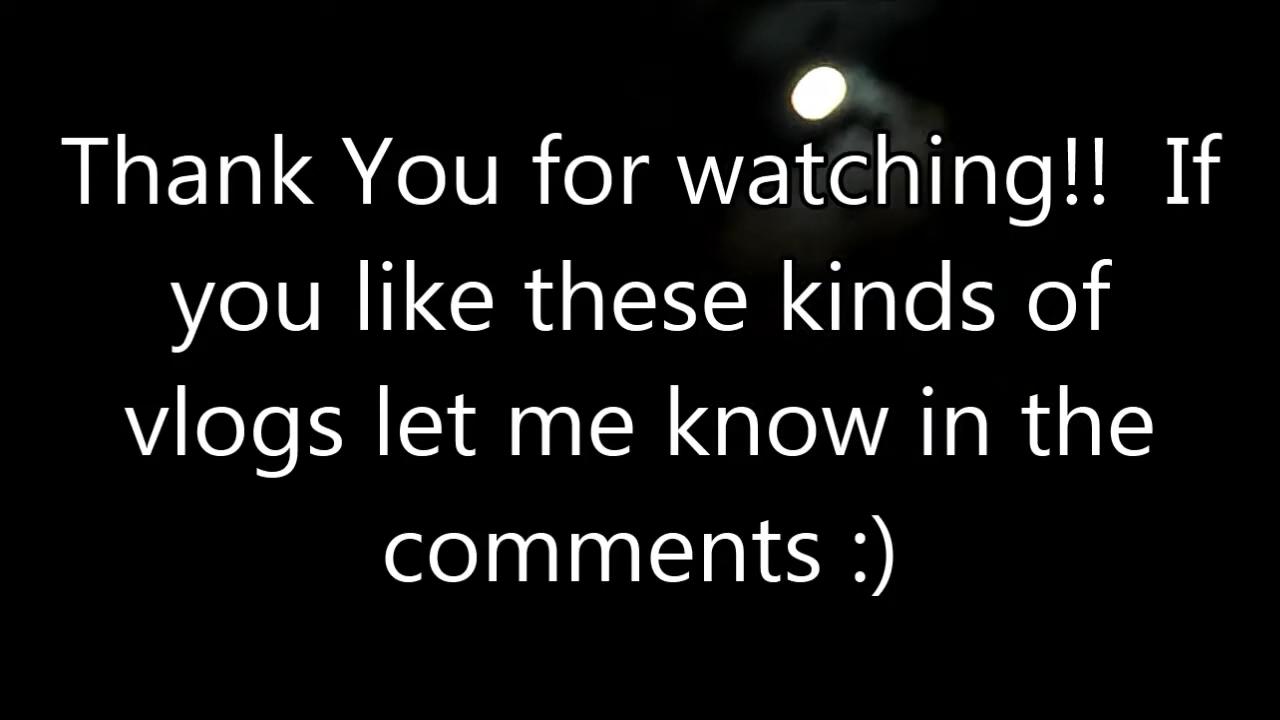 Thank You for watching!!  If
you like these kinds of
vlogs let me know in the
comments :)